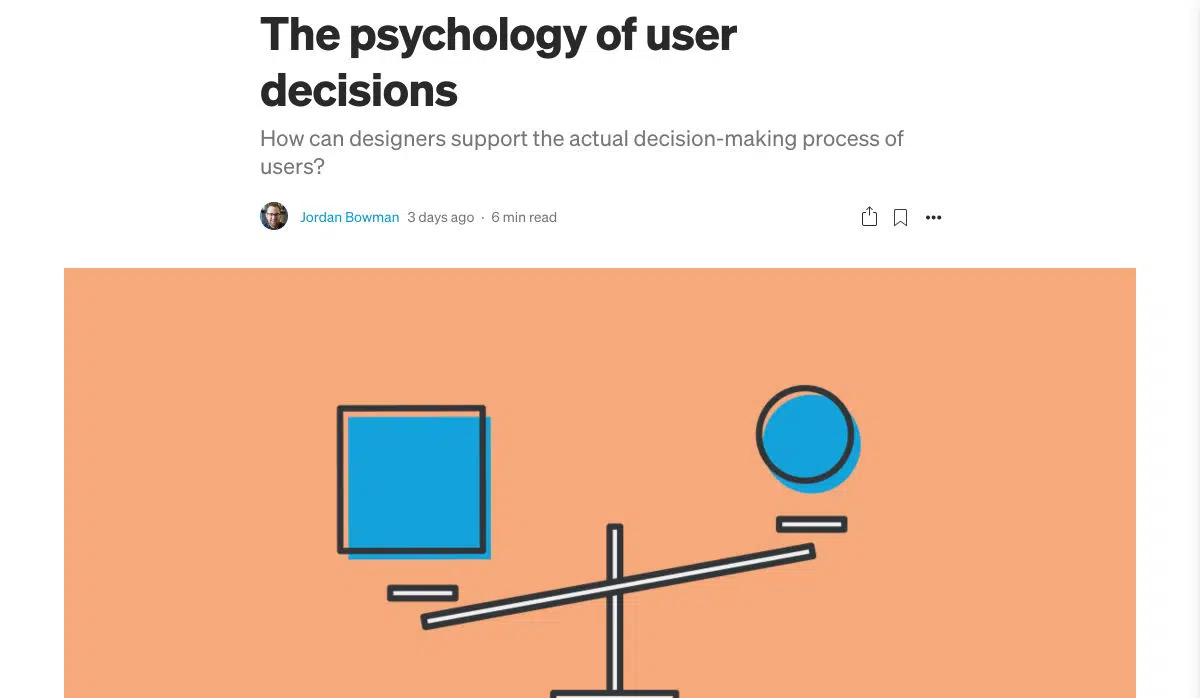 The psychology of user
decisions
How can designers support the actual decision-making process of
users?
Jordan Bowman 3 days ago · 6 min read